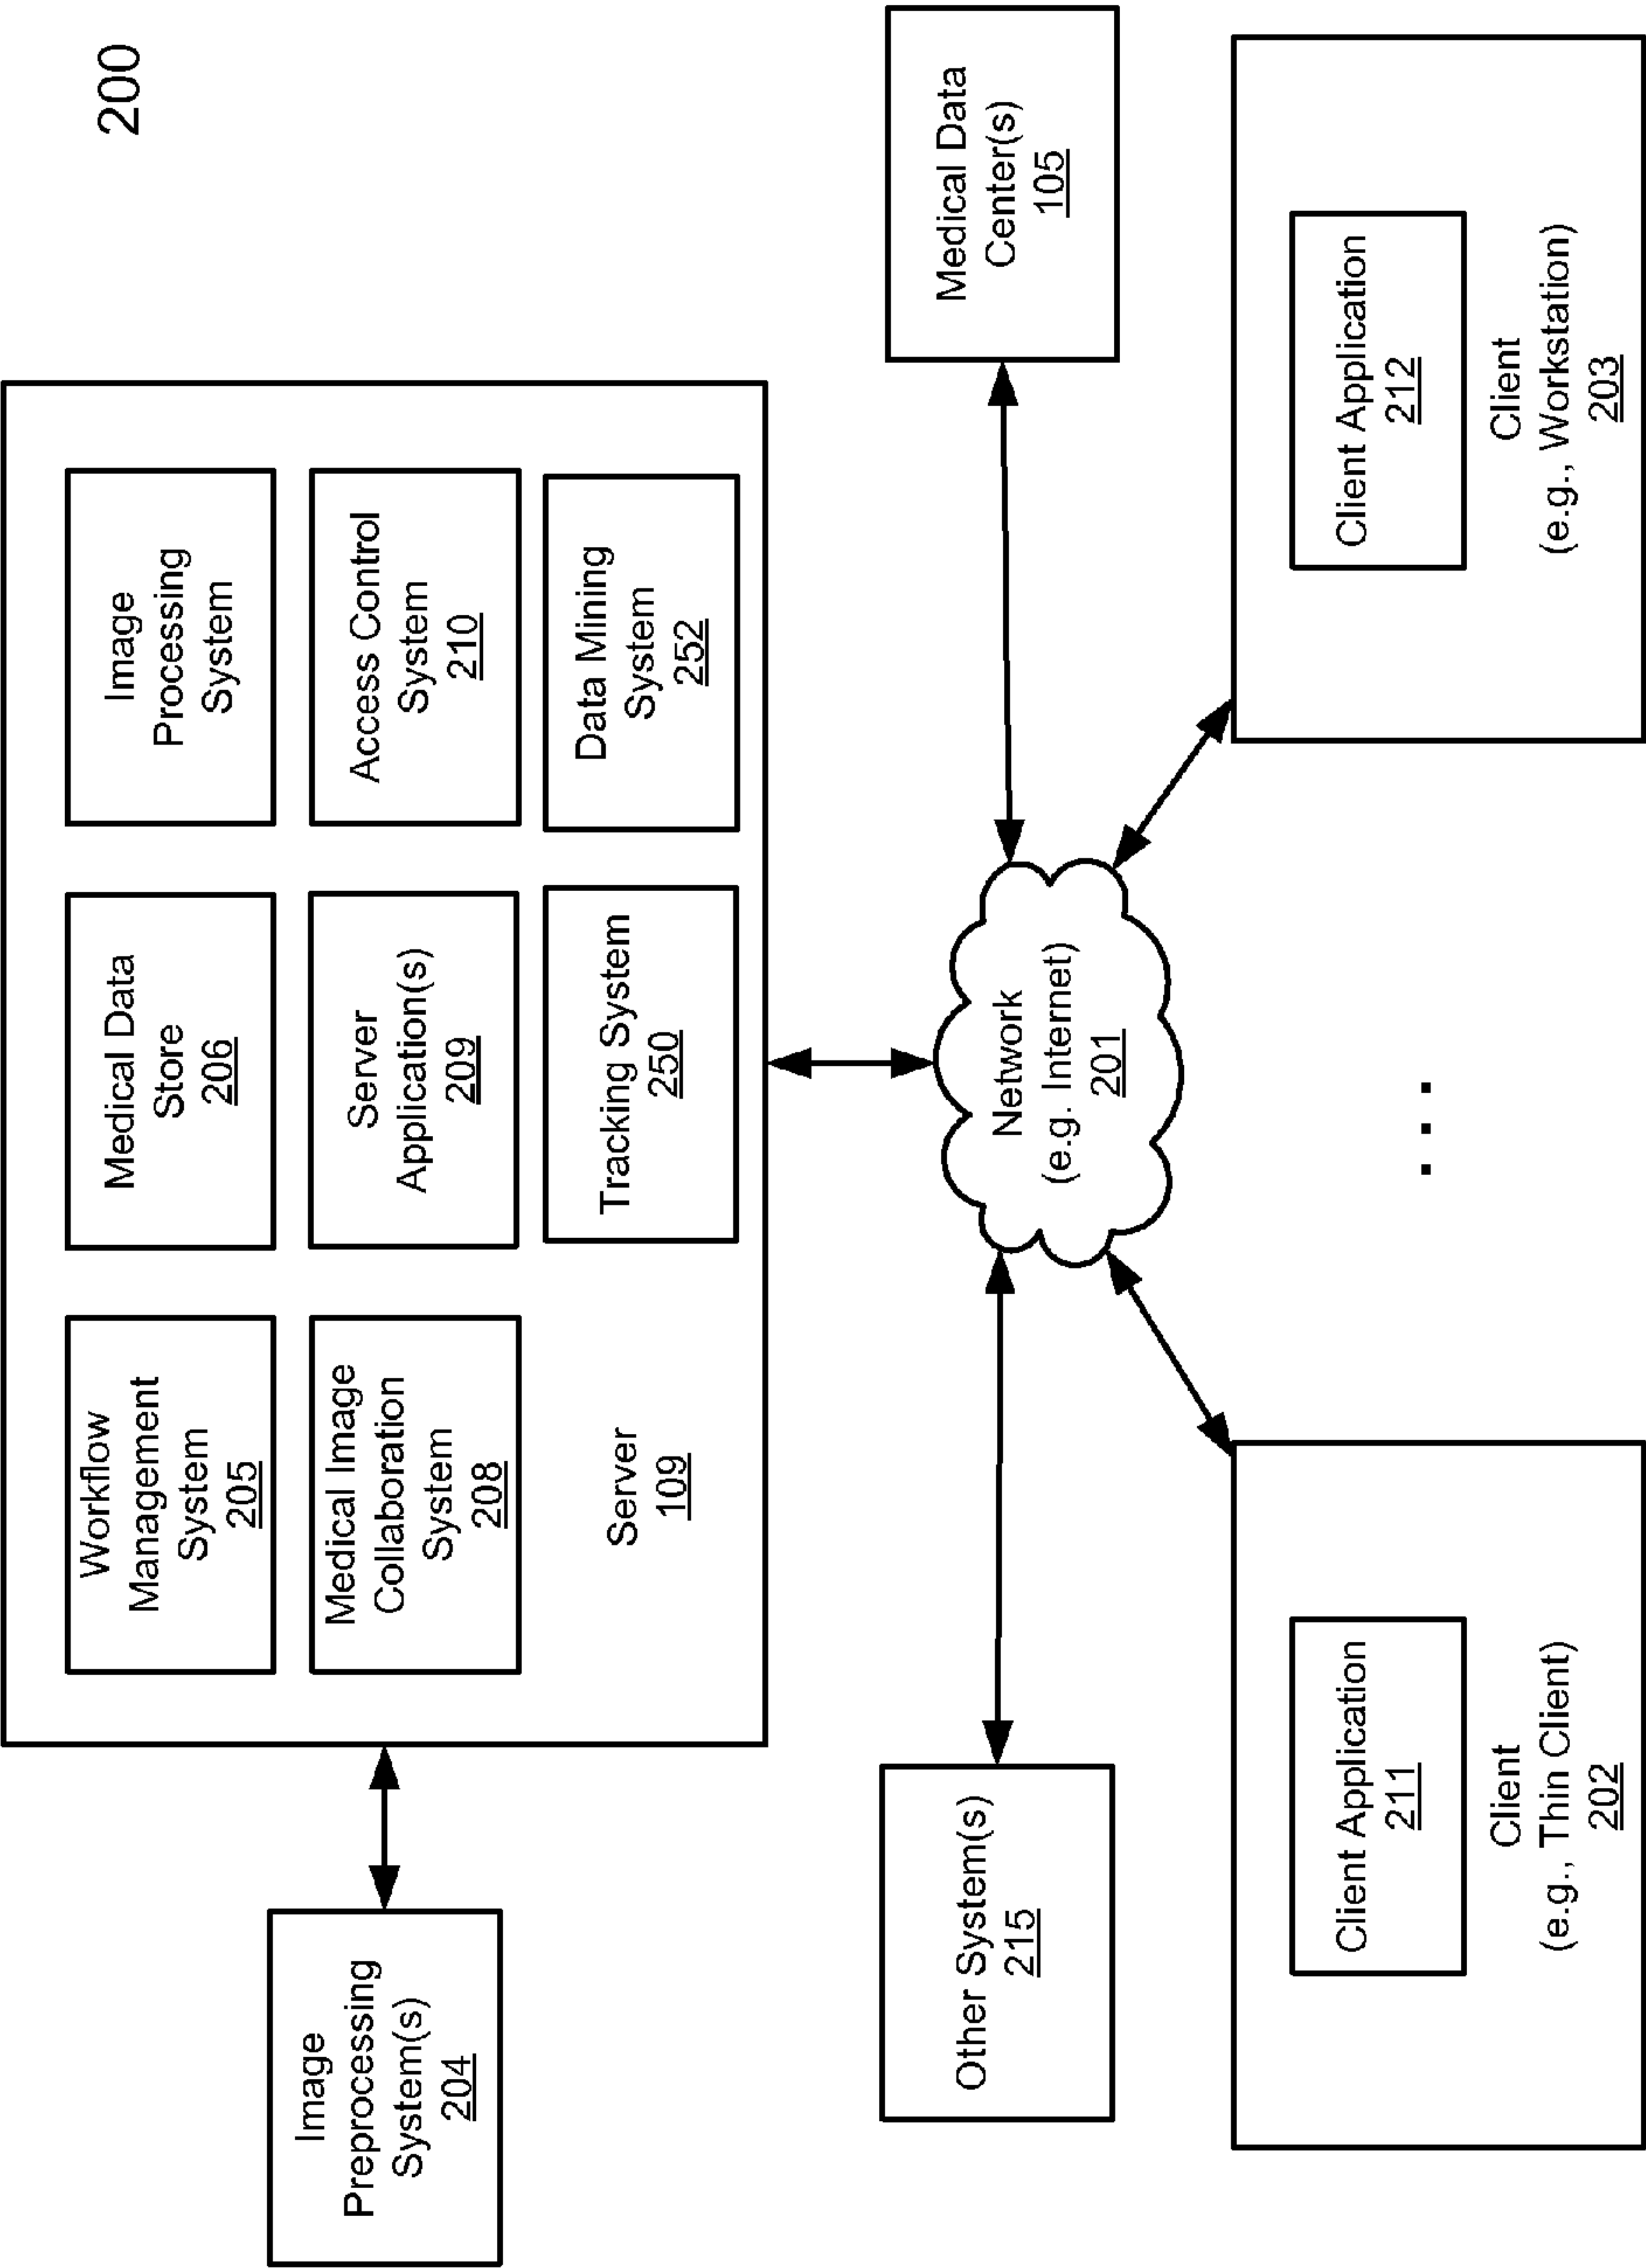 200
Image
Preprocessing
System(s)
204
Workflow
Management
System
205
Medical Data
Store
206
Image
Processing
System
Medical Image
Collaboration
System
208
Server
Application(s)
209
Access Control
System
210
Server
109
Tracking System
250
Data Mining
System
252
Other System(s)
215
Network
(e.g. Internet)
201
Medical Data
Center(s)
105
Client Application
211
Client
(e.g., Thin Client)
202
. . .
Client Application
212
Client
(e.g., Workstation)
203